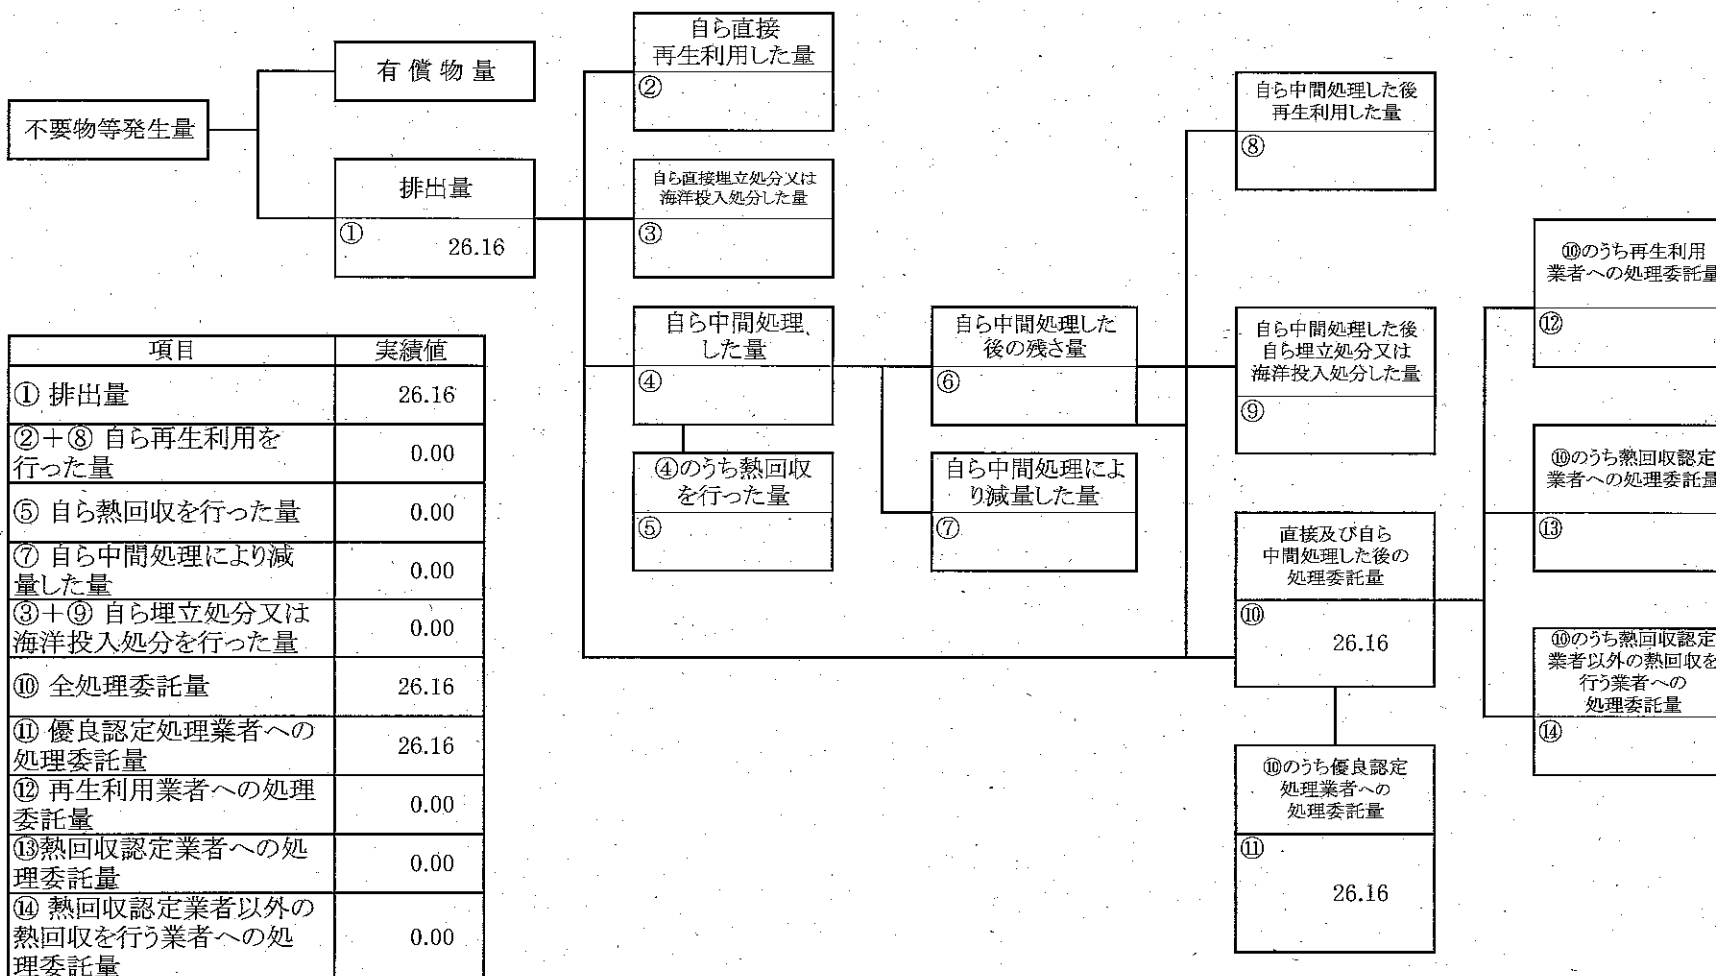 不要物等発生量
有償物量
排出量
①
26.16
自ら直接
再生利用した量
②
自ら直接埋立処分又は
海洋投入処分した量
③
自ら中間処理
した量
④
④のうち熱回収
を行った量
⑤
自ら中間処理した
後の残さ量
⑥
自ら中間処理によ
り減量した量
⑦
自ら中間処理した後
再生利用した量
⑧
自ら中間処理した後
自ら埋立処分又は
海洋投入処分した量
⑨
直接及び自ら
中間処理した後の
処理委託量
⑩
26.16
⑩のうち優良認定
処理業者への
処理委託量
⑪
26.16
⑩のうち再生利用
業者への処理委託量
⑫
⑩のうち熱回収認定
業者への処理委託量
⑬
⑩のうち熱回収認定
業者以外の熱回収を
行う業者への
処理委託量
⑭
項目 実績値
① 排出量 26.16
②+⑧ 自ら再生利用を
行った量 0.00
⑤ 自ら熱回収を行った量 0.00
⑦ 自ら中間処理により減
量した量 0.00
③+⑨ 自ら埋立処分又は
海洋投入処分を行った量 0.00
⑩ 全処理委託量 26.16
⑪ 優良認定処理業者への
処理委託量 26.16
⑫ 再生利用業者への処理
委託量 0.00
⑬熱回収認定業者への処
理委託量 0.00
⑭ 熱回収認定業者以外の
熱回収を行う業者への処
理委託量 0.00